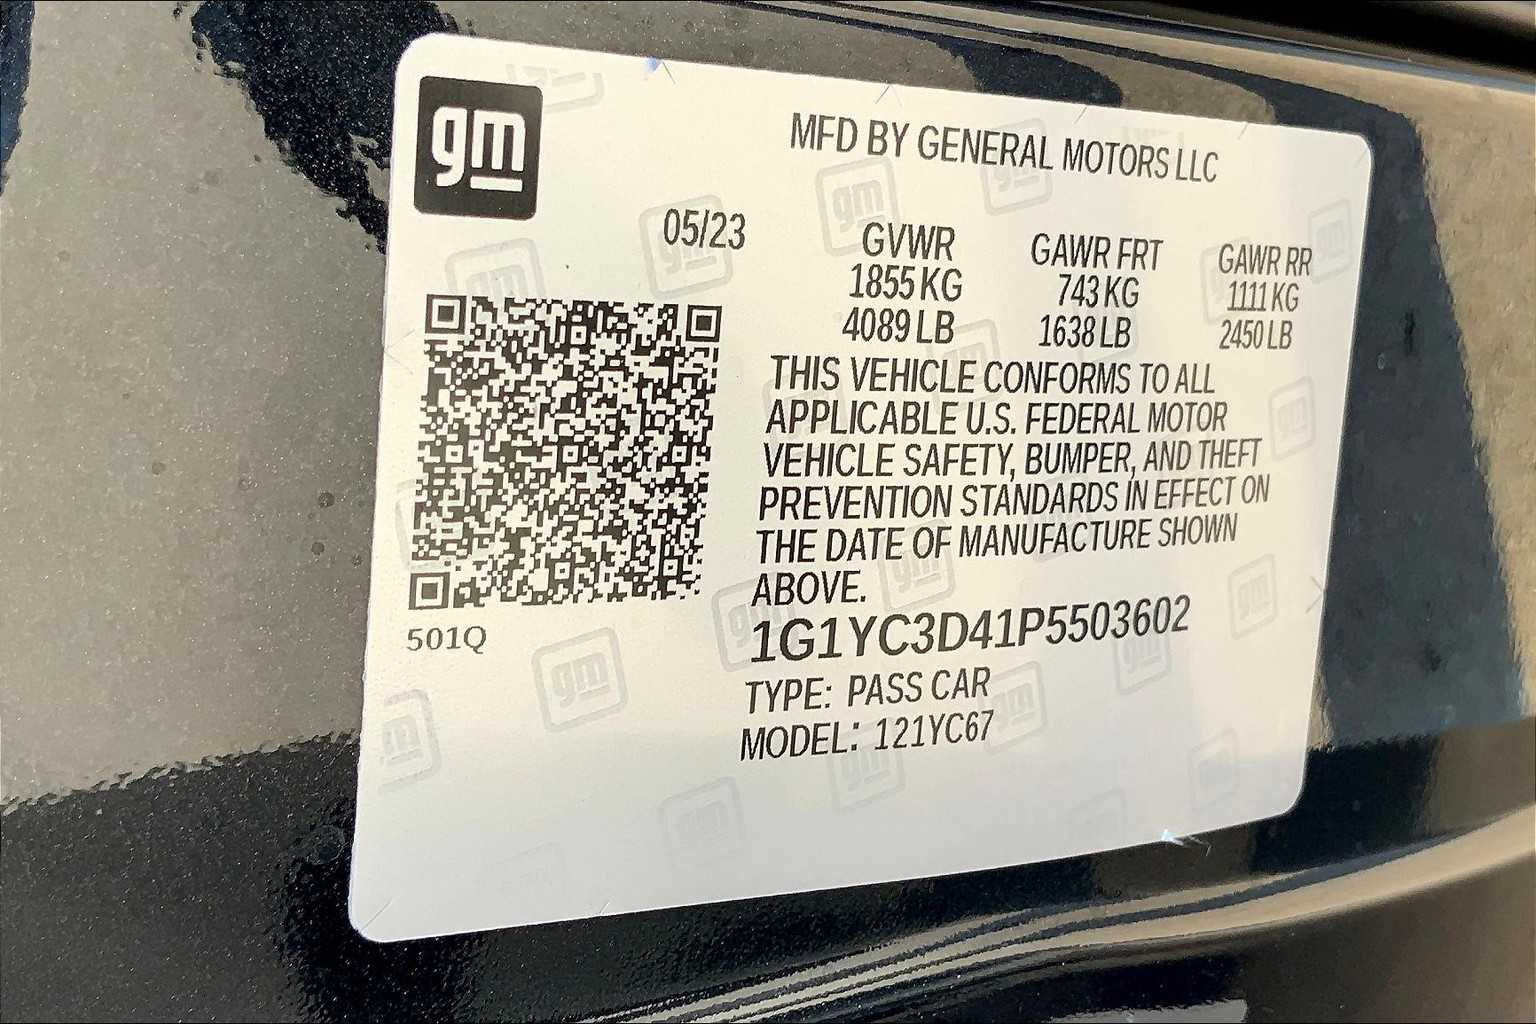 gm
MFD BY GENERAL MOTORS LLC
05/23
GVWR GAWR FRT GAWR RR
1855 KG 743 KG 1111 KG
4089 LB 1638 LB 2450 LB
THIS VEHICLE CONFORMS TO ALL
APPLICABLE U.S. FEDERAL MOTOR
VEHICLE SAFETY, BUMPER, AND THEFT
PREVENTION STANDARDS IN EFFECT ON
THE DATE OF MANUFACTURE SHOWN
ABOVE.
501Q
1G1YC3D41P5503602
TYPE: PASS CAR
MODEL: 121YC67